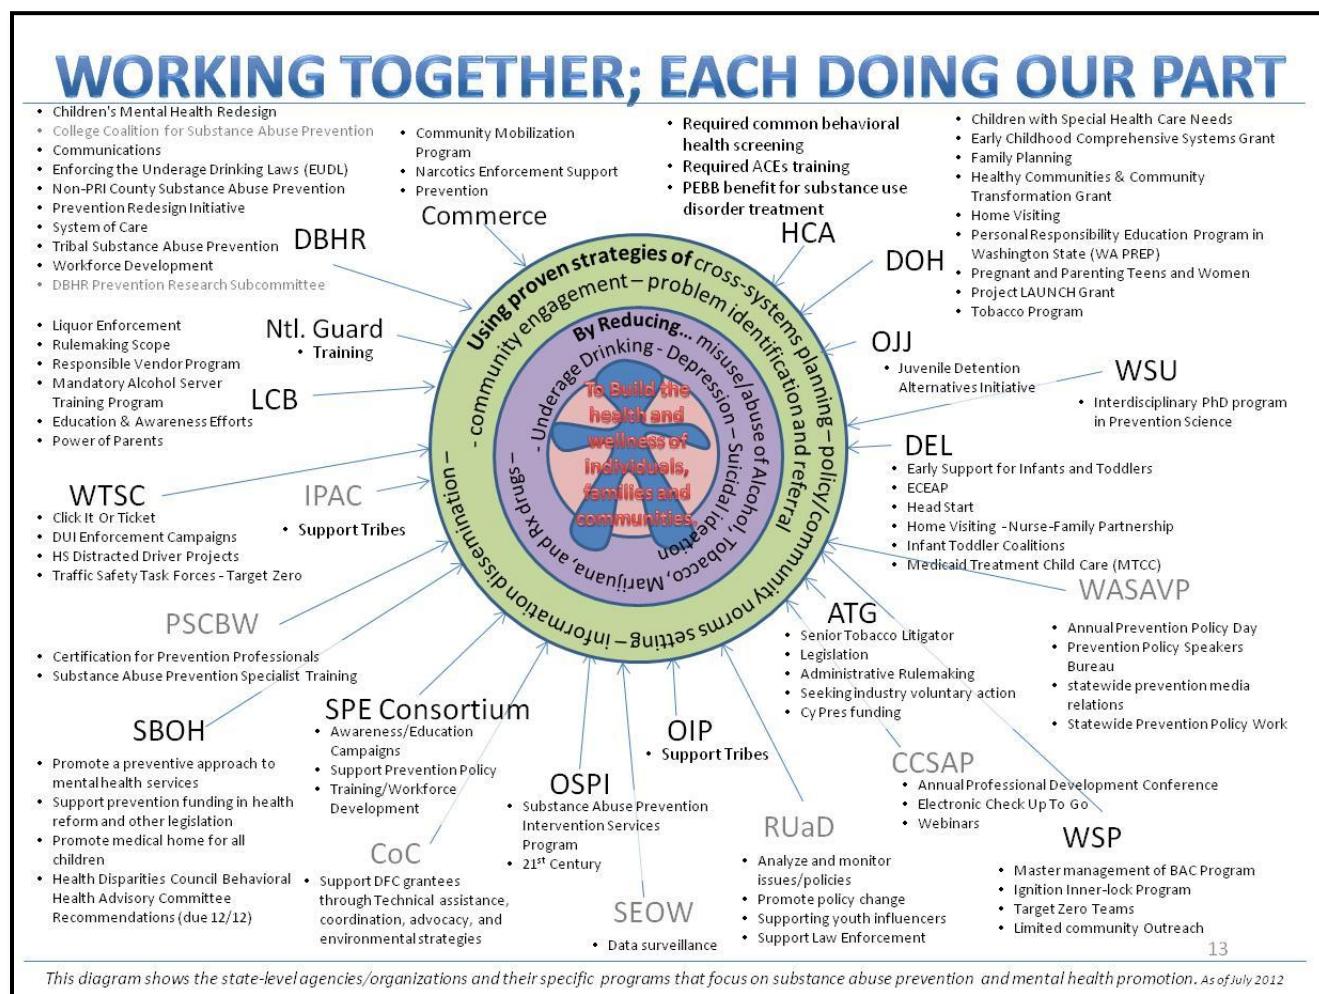 WORKING TOGETHER; EACH DOING OUR PART
• Children's Mental Health Redesign
• College Coalition for Substance Abuse Prevention
• Communications
• Enforcing the Underage Drinking Laws (EUDL)
• Non-PRI County Substance Abuse Prevention
• Prevention Redesign Initiative
• System of Care
• Tribal Substance Abuse Prevention
• Workforce Development
• DBHR Prevention Research Subcommittee
DBHR
• Community Mobilization
Program
• Narcotics Enforcement Support
• Prevention
Commerce
• Required common behavioral
health screening
• Required ACEs training
• PEBB benefit for substance use
disorder treatment
HCA
• Children with Special Health Care Needs
• Early Childhood Comprehensive Systems Grant
• Family Planning
• Healthy Communities & Community
Transformation Grant
• Home Visiting
• Personal Responsibility Education Program in
Washington State (WA PREP)
• Pregnant and Parenting Teens and Women
• Project LAUNCH Grant
• Tobacco Program
DOH
Ntl. Guard
• Training
• Liquor Enforcement
• Rulemaking Scope
• Responsible Vendor Program
• Mandatory Alcohol Server
Training Program
• Education & Awareness Efforts
• Power of Parents
LCB
OJJ
• Juvenile Detention
Alternatives Initiative
WSU
• Interdisciplinary PhD program
in Prevention Science
Using proven strategies of cross-systems planning – policy/community norms setting – information dissemination –
- community engagement – problem identification and referral
By Reducing... misuse/abuse of Alcohol, Tobacco, Marijuana, and Rx drugs –
- Underage Drinking - Depression – Suicidal ideation
To Build the
health and
wellness of
individuals,
families and
communities.
WTSC
• Click It Or Ticket
• DUI Enforcement Campaigns
• HS Distracted Driver Projects
• Traffic Safety Task Forces - Target Zero
IPAC
• Support Tribes
DEL
• Early Support for Infants and Toddlers
• ECEAP
• Head Start
• Home Visiting - Nurse-Family Partnership
• Infant Toddler Coalitions
• Medicaid Treatment Child Care (MTCC)
PSCBW
• Certification for Prevention Professionals
• Substance Abuse Prevention Specialist Training
ATG
• Senior Tobacco Litigator
• Legislation
• Administrative Rulemaking
• Seeking industry voluntary action
• Cy Pres funding
WASAVP
• Annual Prevention Policy Day
• Prevention Policy Speakers
Bureau
• statewide prevention media
relations
• Statewide Prevention Policy Work
SBOH
• Promote a preventive approach to
mental health services
• Support prevention funding in health
reform and other legislation
• Promote medical home for all
children
• Health Disparities Council Behavioral
Health Advisory Committee
Recommendations (due 12/12)
SPE Consortium
• Awareness/Education
Campaigns
• Support Prevention Policy
• Training/Workforce
Development
CoC
• Support DFC grantees
through Technical assistance,
coordination, advocacy, and
environmental strategies
OSPI
• Substance Abuse Prevention
Intervention Services
Program
• 21st Century
OIP
• Support Tribes
SEOW
• Data surveillance
RUaD
• Analyze and monitor
issues/policies
• Promote policy change
• Supporting youth influencers
• Support Law Enforcement
CCSAP
• Annual Professional Development Conference
• Electronic Check Up To Go
• Webinars
WSP
• Master management of BAC Program
• Ignition Inner-lock Program
• Target Zero Teams
• Limited community Outreach
13
This diagram shows the state-level agencies/organizations and their specific programs that focus on substance abuse prevention and mental health promotion. As of July 2012